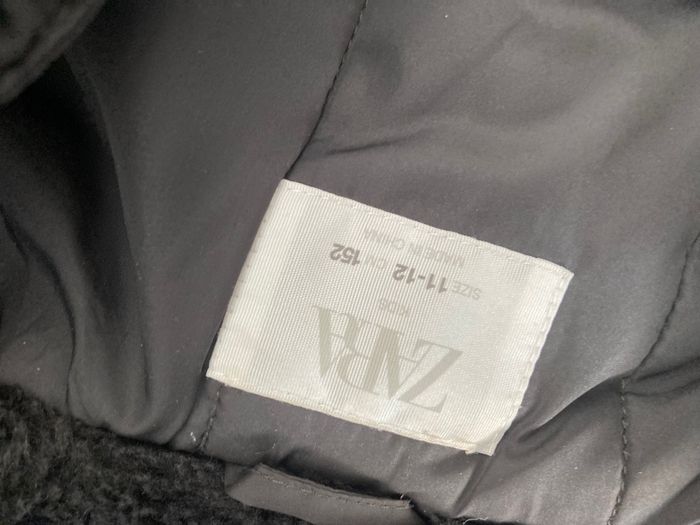 ZARA
KIDS
SIZE 11-12 CM 152
MADE IN CHINA